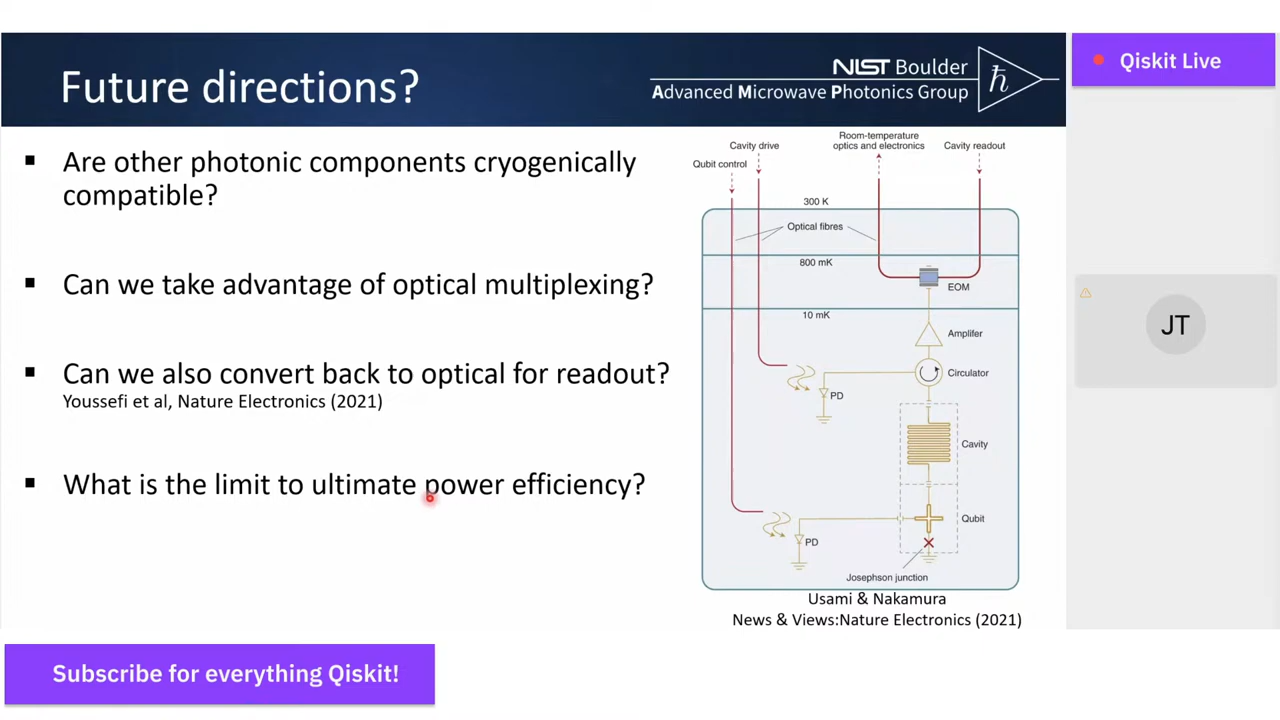 Future directions?
NIST Boulder
Advanced Microwave Photonics Group
ħ
Qiskit Live
▪ Are other photonic components cryogenically
compatible?
▪ Can we take advantage of optical multiplexing?
▪ Can we also convert back to optical for readout?
Youssefi et al, Nature Electronics (2021)
▪ What is the limit to ultimate power efficiency?
Room-temperature
optics and electronics
Cavity drive
Cavity readout
Qubit control
300 K
Optical fibres
800 mK
EOM
10 mK
Amplifer
Circulator
PD
Cavity
Qubit
PD
Josephson junction
Usami & Nakamura
News & Views:Nature Electronics (2021)
JT
Subscribe for everything Qiskit!